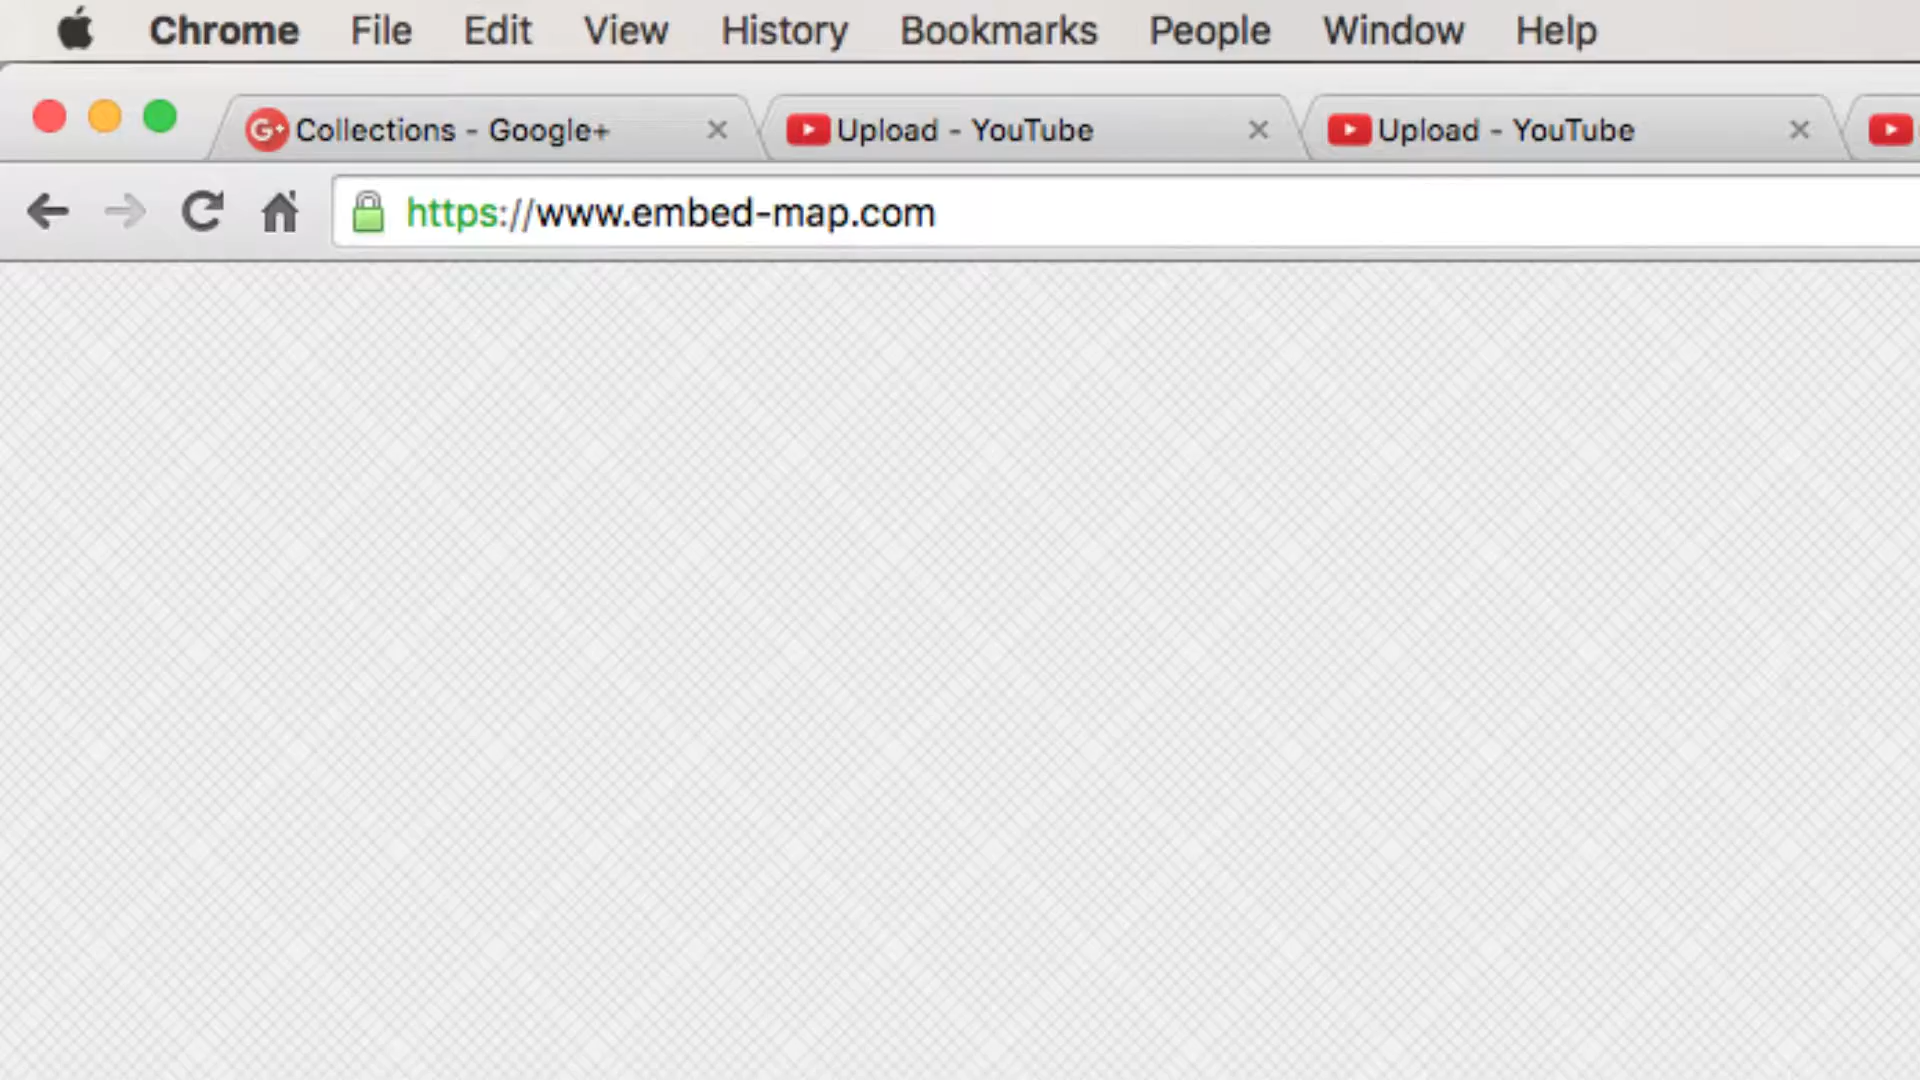 Chrome File Edit View History Bookmarks People Window Help
G+ Collections - Google+ Upload - YouTube Upload - YouTube
https://www.embed-map.com